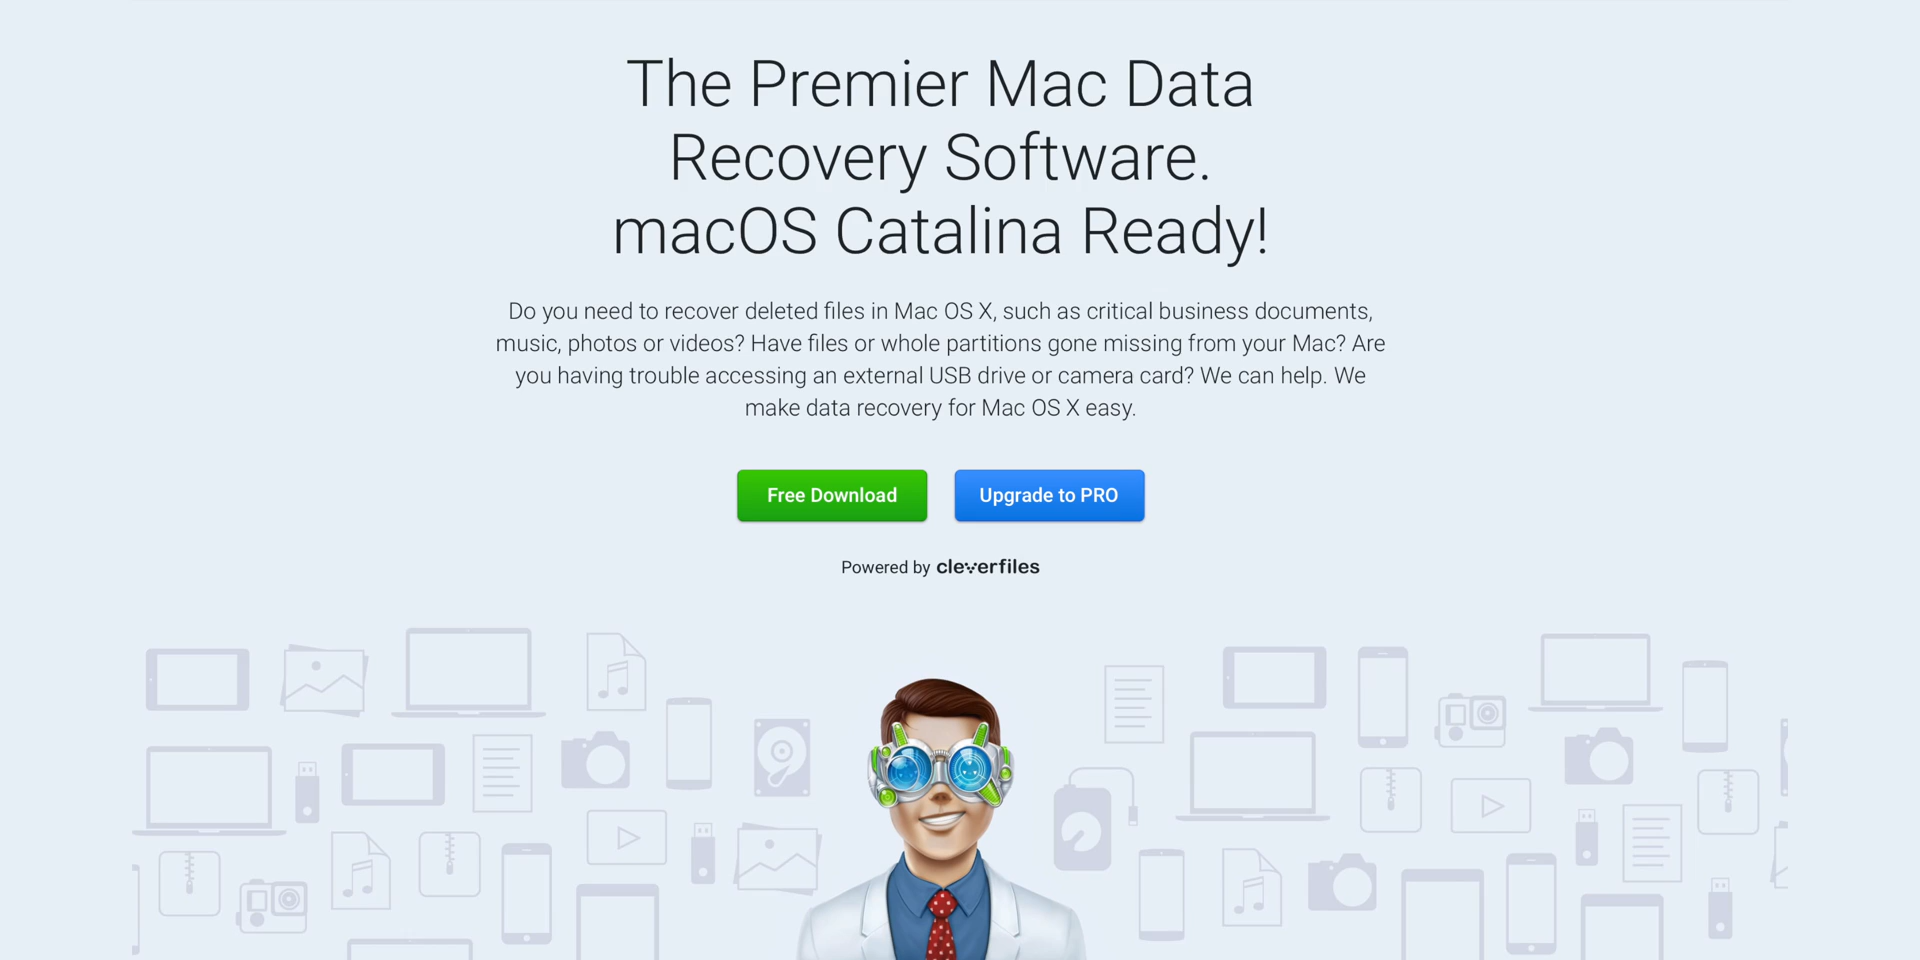 The Premier Mac Data
Recovery Software.
macOS Catalina Ready!
Do you need to recover deleted files in Mac OS X, such as critical business documents,
music, photos or videos? Have files or whole partitions gone missing from your Mac? Are
you having trouble accessing an external USB drive or camera card? We can help. We
make data recovery for Mac OS X easy.
Free Download
Upgrade to PRO
Powered by cleverfiles